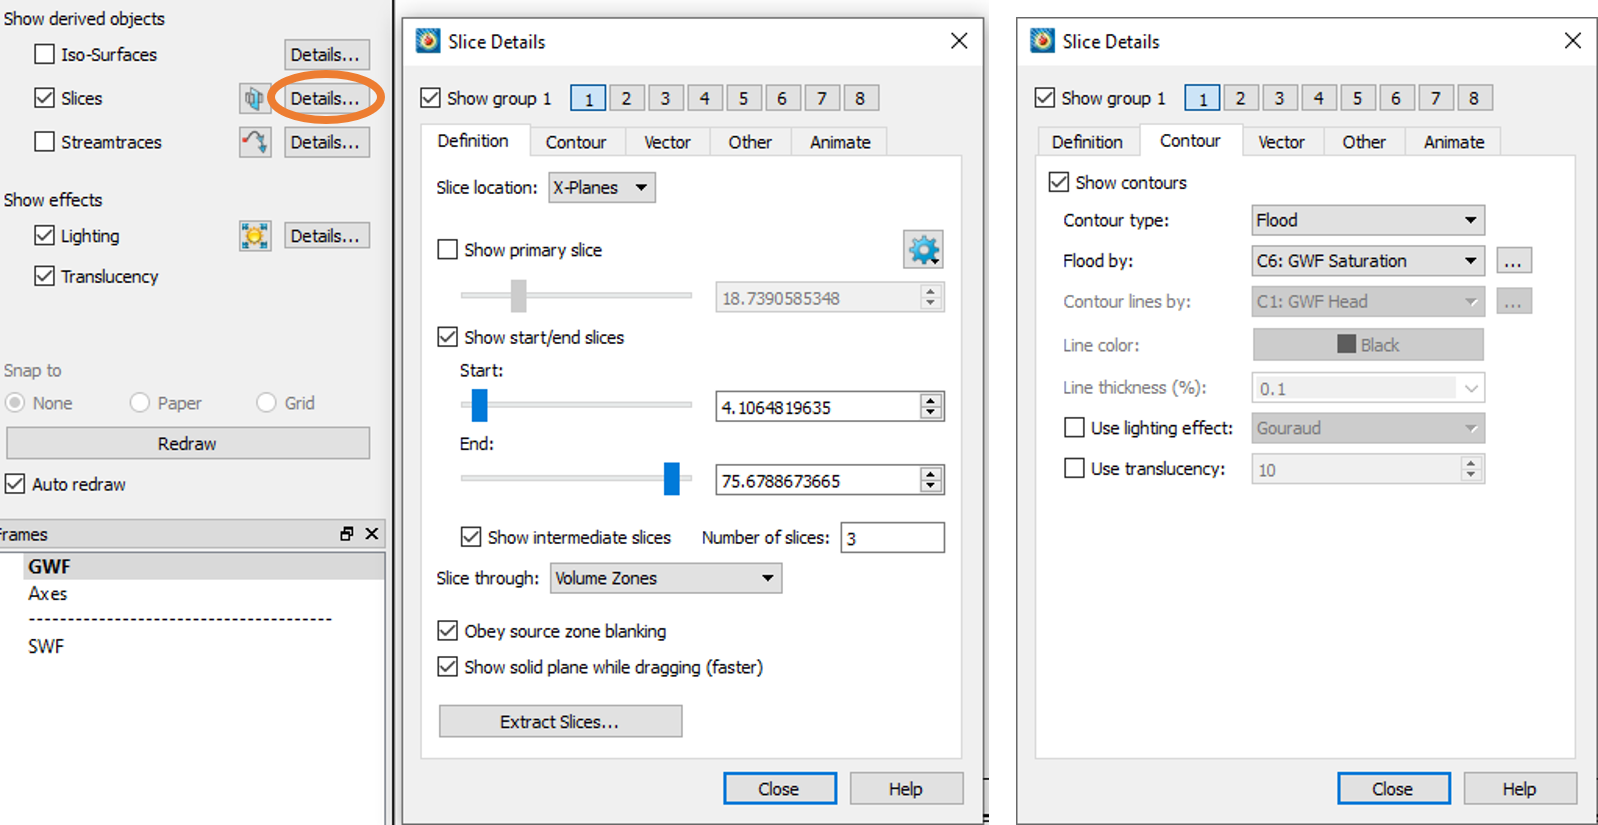 Show derived objects
Iso-Surfaces
Details...
Slices
Details...
Streamtraces
Details...
Show effects
Lighting
Details...
Translucency
Snap to
None
Paper
Grid
Redraw
Auto redraw
Frames
GWF
Axes
----------------------------------------
SWF
Slice Details
Show group 1
1 2 3 4 5 6 7 8
Definition Contour Vector Other Animate
Slice location: X-Planes
Show primary slice
18.7390585348
Show start/end slices
Start:
4.1064819635
End:
75.6788673665
Show intermediate slices Number of slices: 3
Slice through: Volume Zones
Obey source zone blanking
Show solid plane while dragging (faster)
Extract Slices...
Close Help
Slice Details
Show group 1
1 2 3 4 5 6 7 8
Definition Contour Vector Other Animate
Show contours
Contour type: Flood
Flood by: C6: GWF Saturation ...
Contour lines by: C1: GWF Head ...
Line color: Black
Line thickness (%): 0.1
Use lighting effect: Gouraud
Use translucency: 10
Close Help